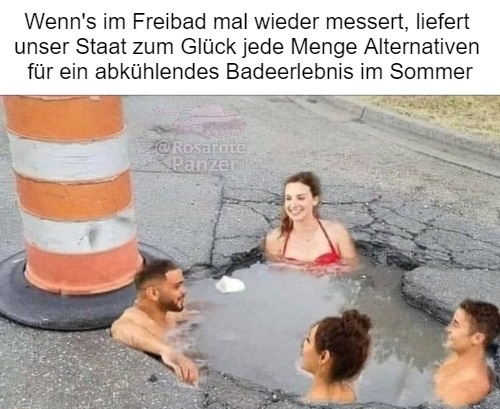 Wenn's im Freibad mal wieder messert, liefert
unser Staat zum Glück jede Menge Alternativen
für ein abkühlendes Badeerlebnis im Sommer
@Rosarote
Panzer